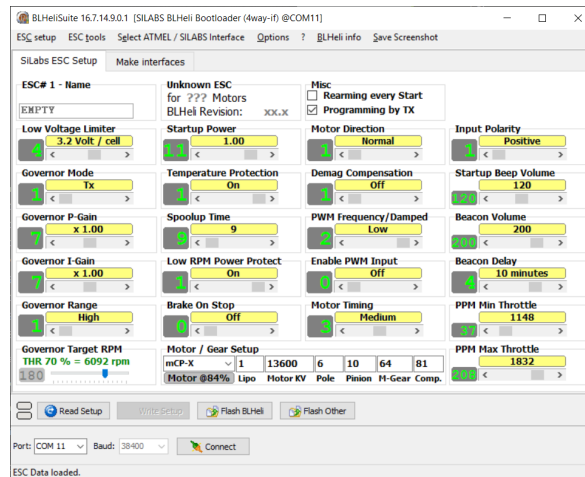 BLHeliSuite 16.7.14.9.0.1 [SILABS BLHeli Bootloader (4way-if) @COM11]
ESC setup ESC tools Select ATMEL / SILABS Interface Options ? BLHeli info Save Screenshot
SiLabs ESC Setup Make interfaces
ESC# 1 - Name
EMPTY
Unknown ESC
for ??? Motors
BLHeli Revision: xx.x
Misc
Rearming every Start
Programming by TX
Low Voltage Limiter
4 3.2 Volt / cell
Startup Power
11 1.00
Motor Direction
1 Normal
Input Polarity
1 Positive
Governor Mode
1 Tx
Temperature Protection
1 On
Demag Compensation
1 Off
Startup Beep Volume
120 120
Governor P-Gain
7 x 1.00
Spoolup Time
9 9
PWM Frequency/Damped
2 Low
Beacon Volume
200 200
Governor I-Gain
7 x 1.00
Low RPM Power Protect
1 On
Enable PWM Input
0 Off
Beacon Delay
4 10 minutes
Governor Range
1 High
Brake On Stop
0 Off
Motor Timing
3 Medium
PPM Min Throttle
37 1148
Governor Target RPM
THR 70 % = 6092 rpm
180
Motor / Gear Setup
mCP-X 1 13600 6 10 64 81
Motor @84% Lipo Motor KV Pole Pinion M-Gear Comp.
PPM Max Throttle
208 1832
Read Setup Write Setup Flash BLHeli Flash Other
Port: COM 11 Baud: 38400 Connect
ESC Data loaded.